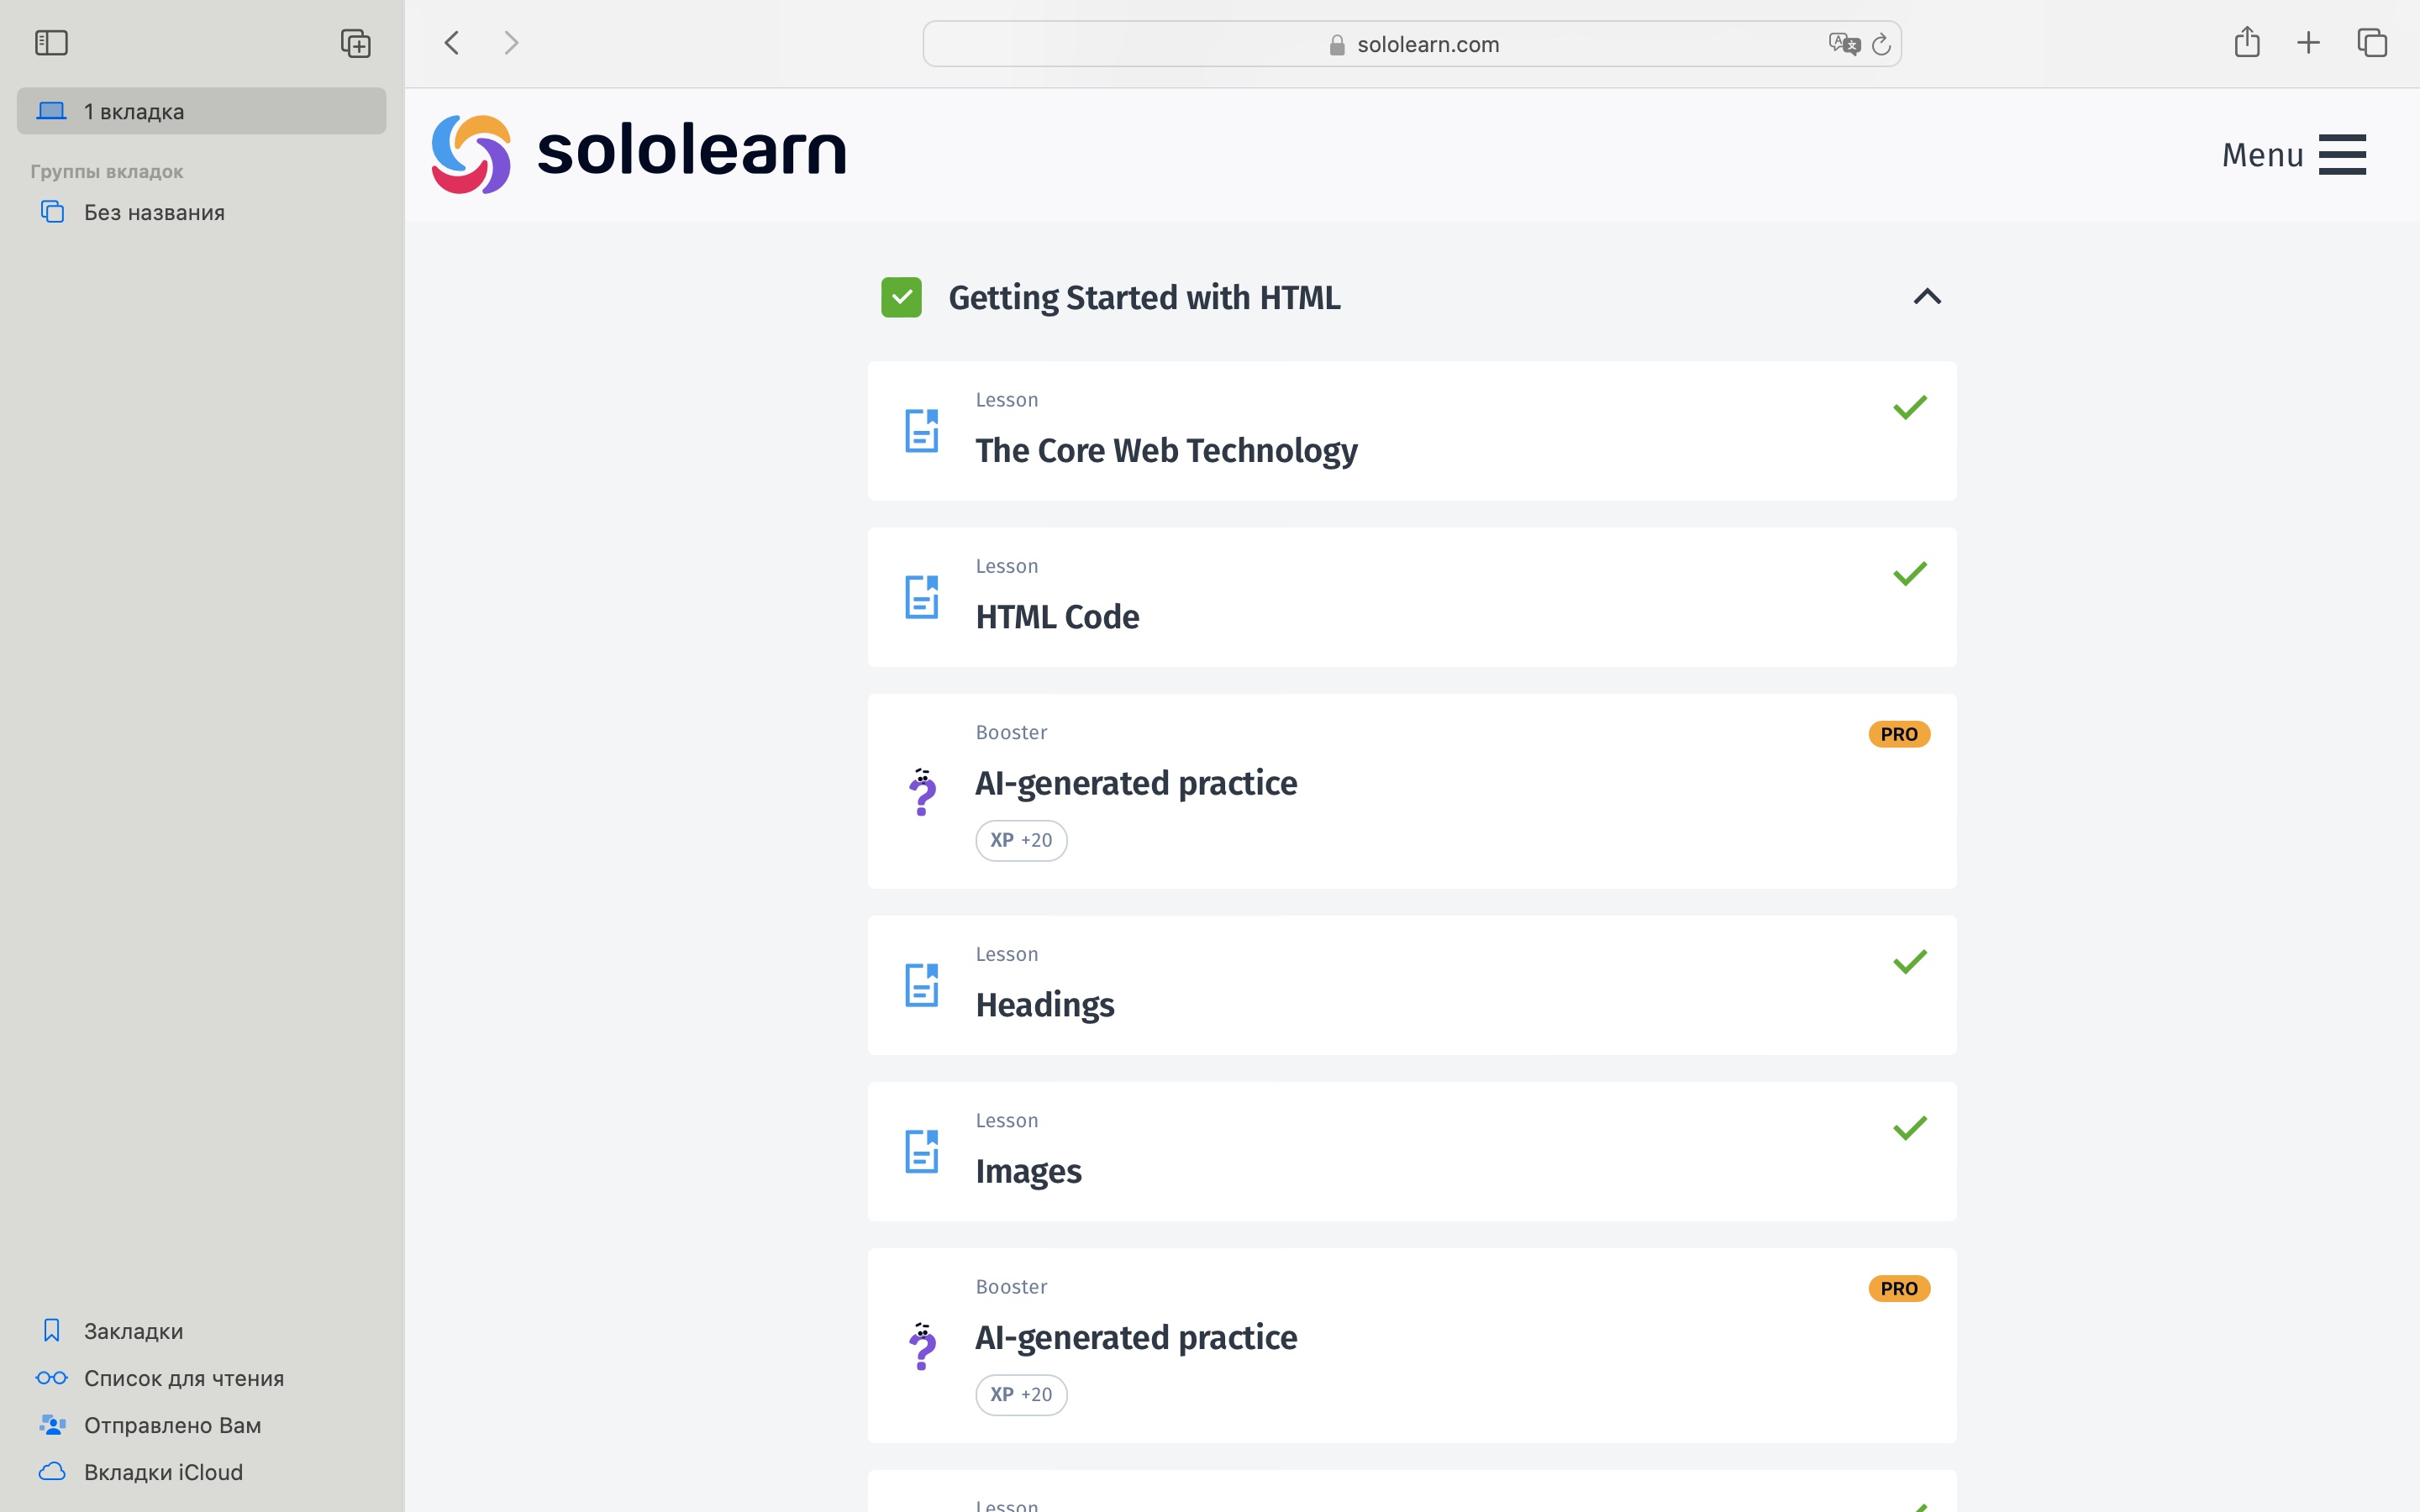 1 вкладка
Группы вкладок
Без названия
Закладки
Список для чтения
Отправлено Вам
Вкладки iCloud
sololearn.com
sololearn
Menu
Getting Started with HTML
Lesson
The Core Web Technology
Lesson
HTML Code
Booster
PRO
AI-generated practice
XP +20
Lesson
Headings
Lesson
Images
Booster
PRO
AI-generated practice
XP +20
Lesson